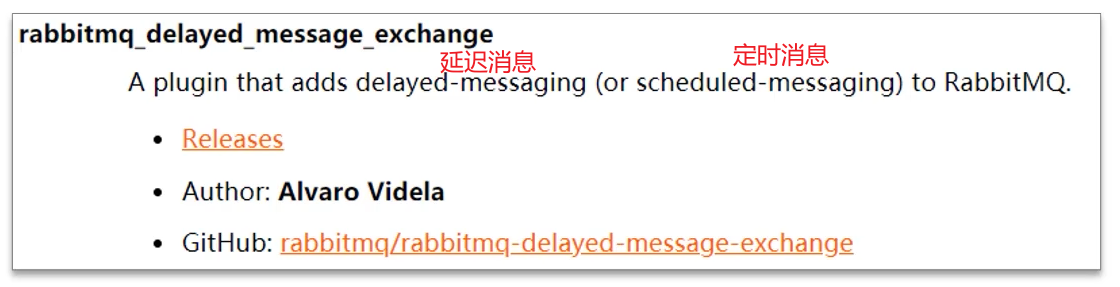 rabbitmq_delayed_message_exchange
延迟消息 定时消息
A plugin that adds delayed-messaging (or scheduled-messaging) to RabbitMQ.
• Releases
• Author: Alvaro Videla
• GitHub: rabbitmq/rabbitmq-delayed-message-exchange